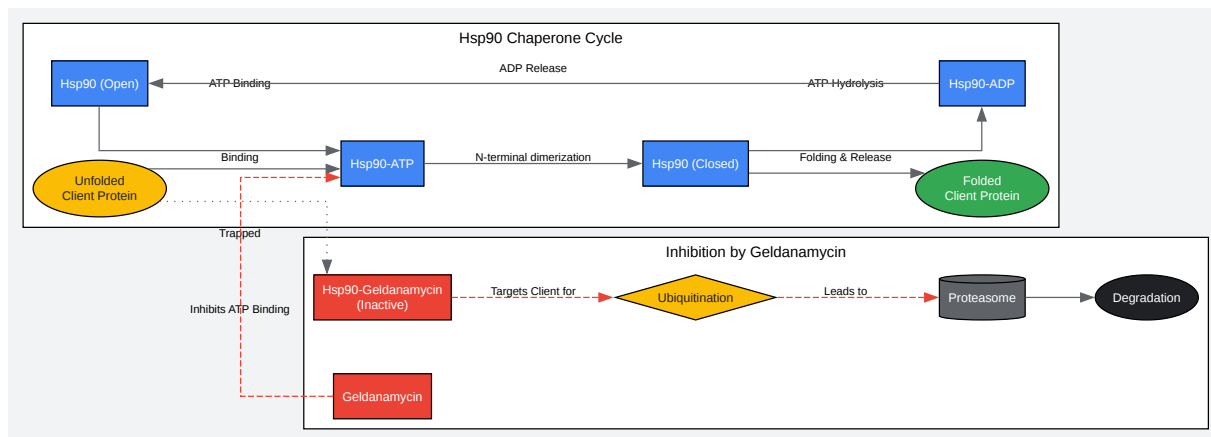 Hsp90 Chaperone Cycle
ADP Release
Hsp90 (Open)
ATP Binding
ATP Hydrolysis
Hsp90-ADP
Binding
Hsp90-ATP
N-terminal dimerization
Hsp90 (Closed)
Folding & Release
Unfolded
Client Protein
Folded
Client Protein
Trapped
Inhibition by Geldanamycin
Hsp90-Geldanamycin
(Inactive)
Targets Client for
Ubiquitination
Leads to
Proteasome
Degradation
Inhibits ATP Binding
Geldanamycin